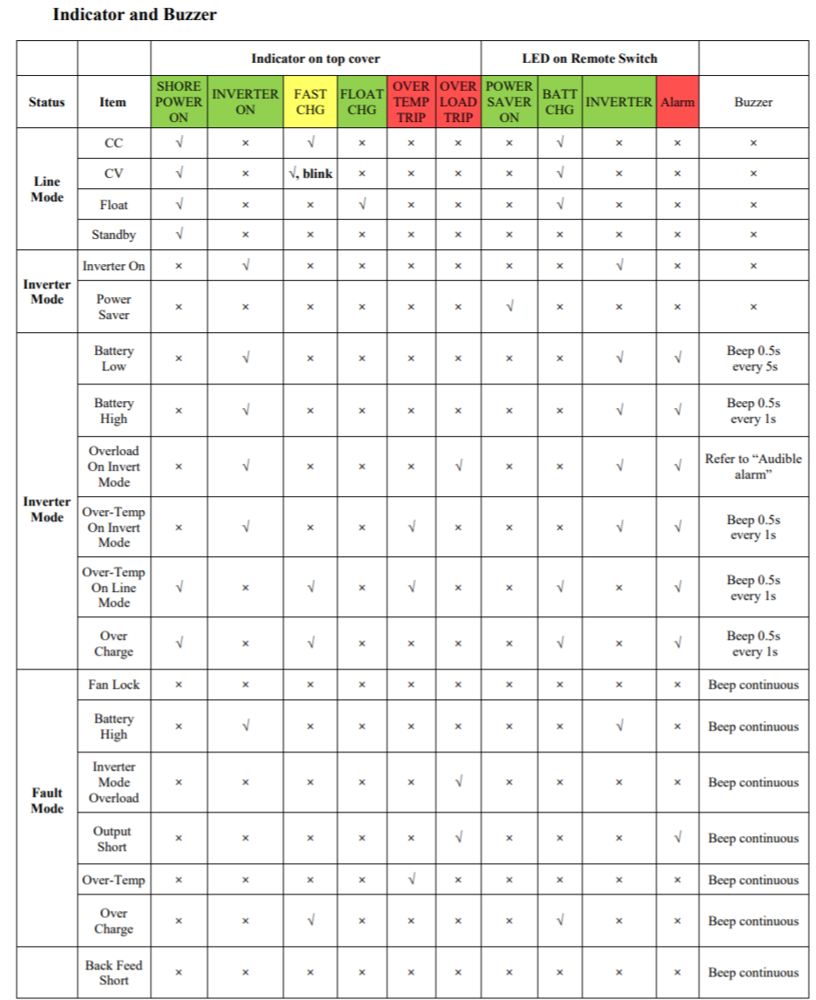 Indicator and Buzzer
Indicator on top cover LED on Remote Switch
Status Item SHORE POWER ON INVERTER ON FAST CHG FLOAT CHG OVER TEMP TRIP OVER LOAD TRIP POWER SAVER ON BATT CHG INVERTER Alarm Buzzer
Line Mode
CC √ × √ × × × × √ × × ×
CV √ × √, blink × × × × √ × × ×
Float √ × × √ × × × √ × × ×
Standby √ × × × × × × × × × ×
Inverter Mode
Inverter On × √ × × × × × × √ × ×
Power Saver × × × × × × √ × × × ×
Inverter Mode
Battery Low × √ × × × × × × √ √ Beep 0.5s every 5s
Battery High × √ × × × × × × √ √ Beep 0.5s every 1s
Overload On Invert Mode × √ × × × √ × × √ √ Refer to “Audible alarm”
Over-Temp On Invert Mode × √ × × √ × × × √ √ Beep 0.5s every 1s
Over-Temp On Line Mode √ × √ × √ × × √ × √ Beep 0.5s every 1s
Over Charge √ × √ × × × × √ × √ Beep 0.5s every 1s
Fault Mode
Fan Lock × × × × × × × × × × Beep continuous
Battery High × √ × × × × × × √ × Beep continuous
Inverter Mode Overload × × × × × √ × × × × Beep continuous
Output Short × × × × × √ × × × √ Beep continuous
Over-Temp × × × × √ × × × × × Beep continuous
Over Charge × × √ × × × × √ × × Beep continuous
Back Feed Short × × × × × × × × × × Beep continuous